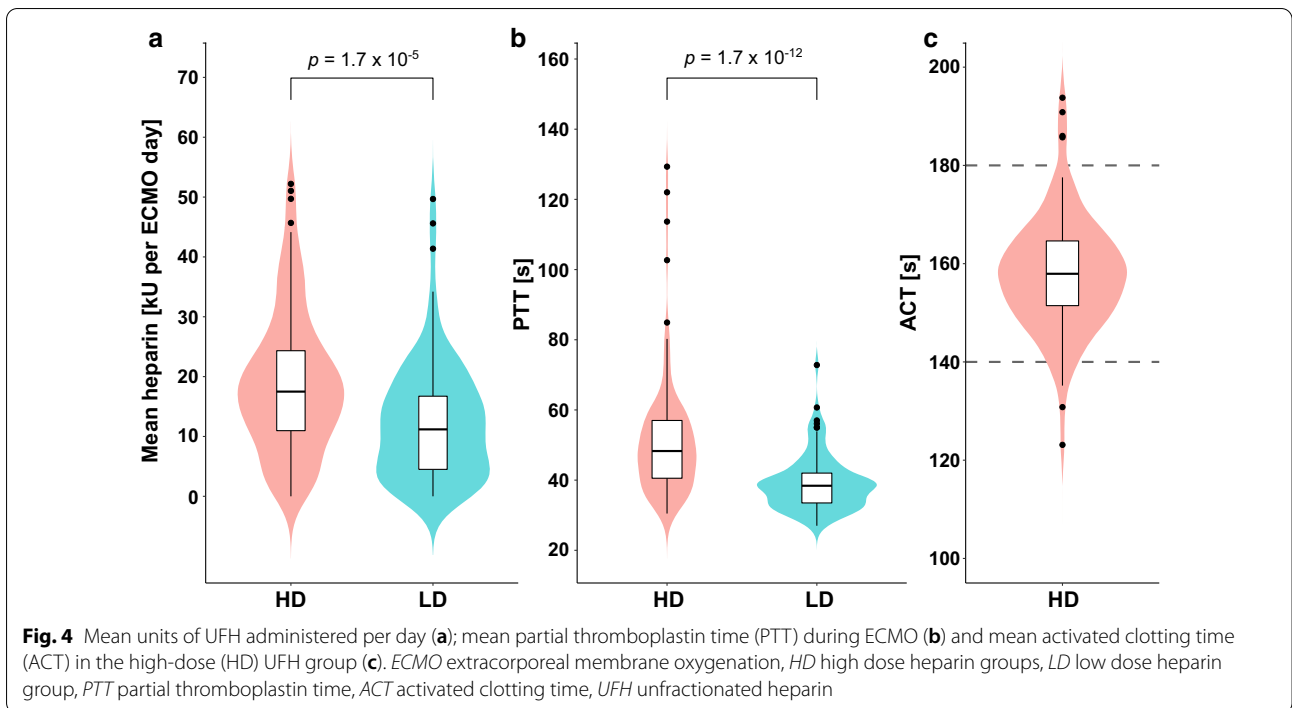 a
p = 1.7 x 10-5
70
60
50
40
30
20
10
0
Mean heparin [kU per ECMO day]
HD
LD
b
p = 1.7 x 10-12
160
140
120
100
80
60
40
20
PTT [s]
HD
LD
c
200
180
160
140
120
100
ACT [s]
HD
Fig. 4 Mean units of UFH administered per day (a); mean partial thromboplastin time (PTT) during ECMO (b) and mean activated clotting time
(ACT) in the high-dose (HD) UFH group (c). ECMO extracorporeal membrane oxygenation, HD high dose heparin groups, LD low dose heparin
group, PTT partial thromboplastin time, ACT activated clotting time, UFH unfractionated heparin